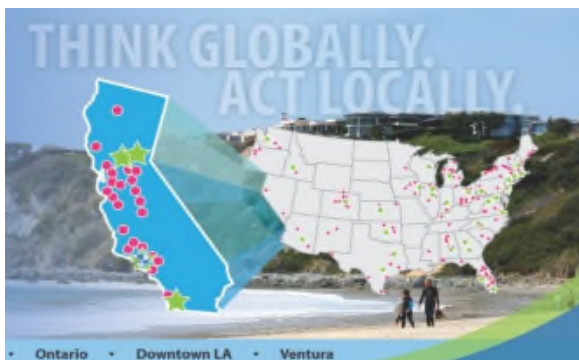 THINK GLOBALLY.
ACT LOCALLY.
• Ontario • Downtown LA • Ventura